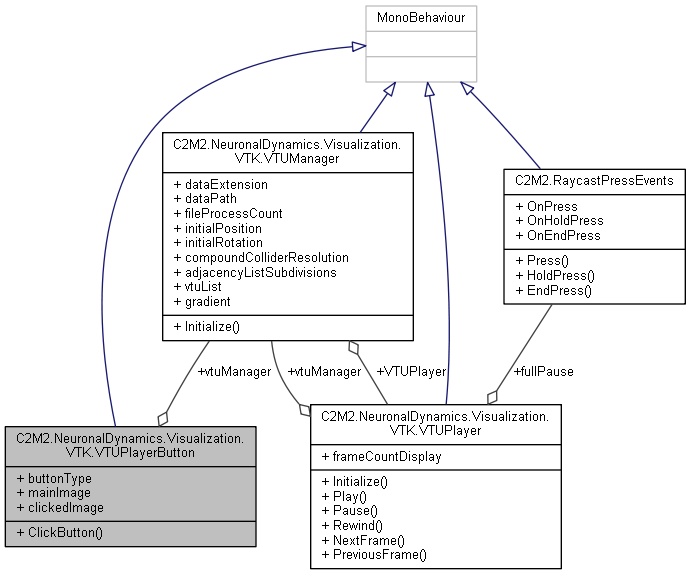 MonoBehaviour
C2M2.NeuronalDynamics.Visualization.
VTK.VTUManager
+ dataExtension
+ dataPath
+ fileProcessCount
+ initialPosition
+ initialRotation
+ compoundColliderResolution
+ adjacencyListSubdivisions
+ vtuList
+ gradient
+ Initialize()
C2M2.RaycastPressEvents
+ OnPress
+ OnHoldPress
+ OnEndPress
+ Press()
+ HoldPress()
+ EndPress()
+vtuManager
+vtuManager
+VTUPlayer
+fullPause
C2M2.NeuronalDynamics.Visualization.
VTK.VTUPlayerButton
+ buttonType
+ mainImage
+ clickedImage
+ ClickButton()
C2M2.NeuronalDynamics.Visualization.
VTK.VTUPlayer
+ frameCountDisplay
+ Initialize()
+ Play()
+ Pause()
+ Rewind()
+ NextFrame()
+ PreviousFrame()